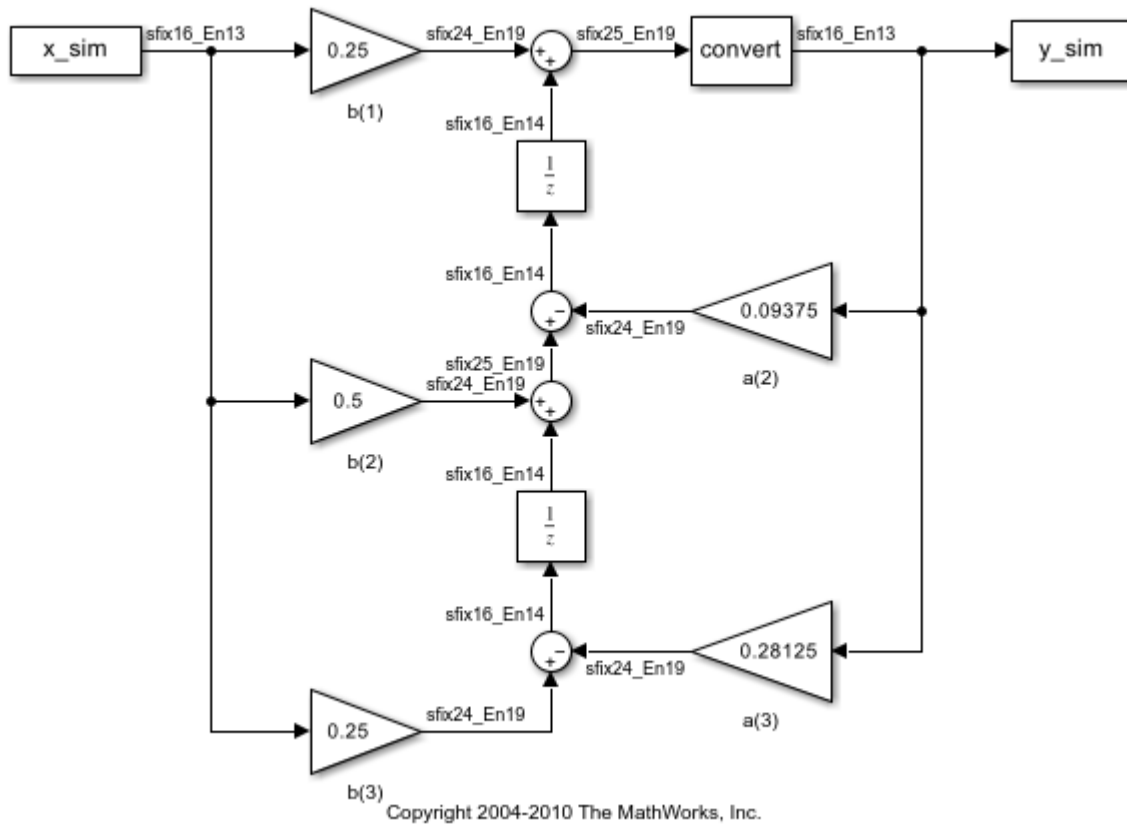 x_sim
sfix16_En13
0.25
b(1)
sfix24_En19
+
+
sfix25_En19
convert
sfix16_En13
y_sim
sfix16_En14
1
z
sfix16_En14
+
−
sfix24_En19
0.09375
a(2)
sfix25_En19
sfix24_En19
0.5
b(2)
+
+
sfix16_En14
1
z
sfix16_En14
+
−
sfix24_En19
0.28125
a(3)
sfix24_En19
0.25
b(3)
Copyright 2004-2010 The MathWorks, Inc.